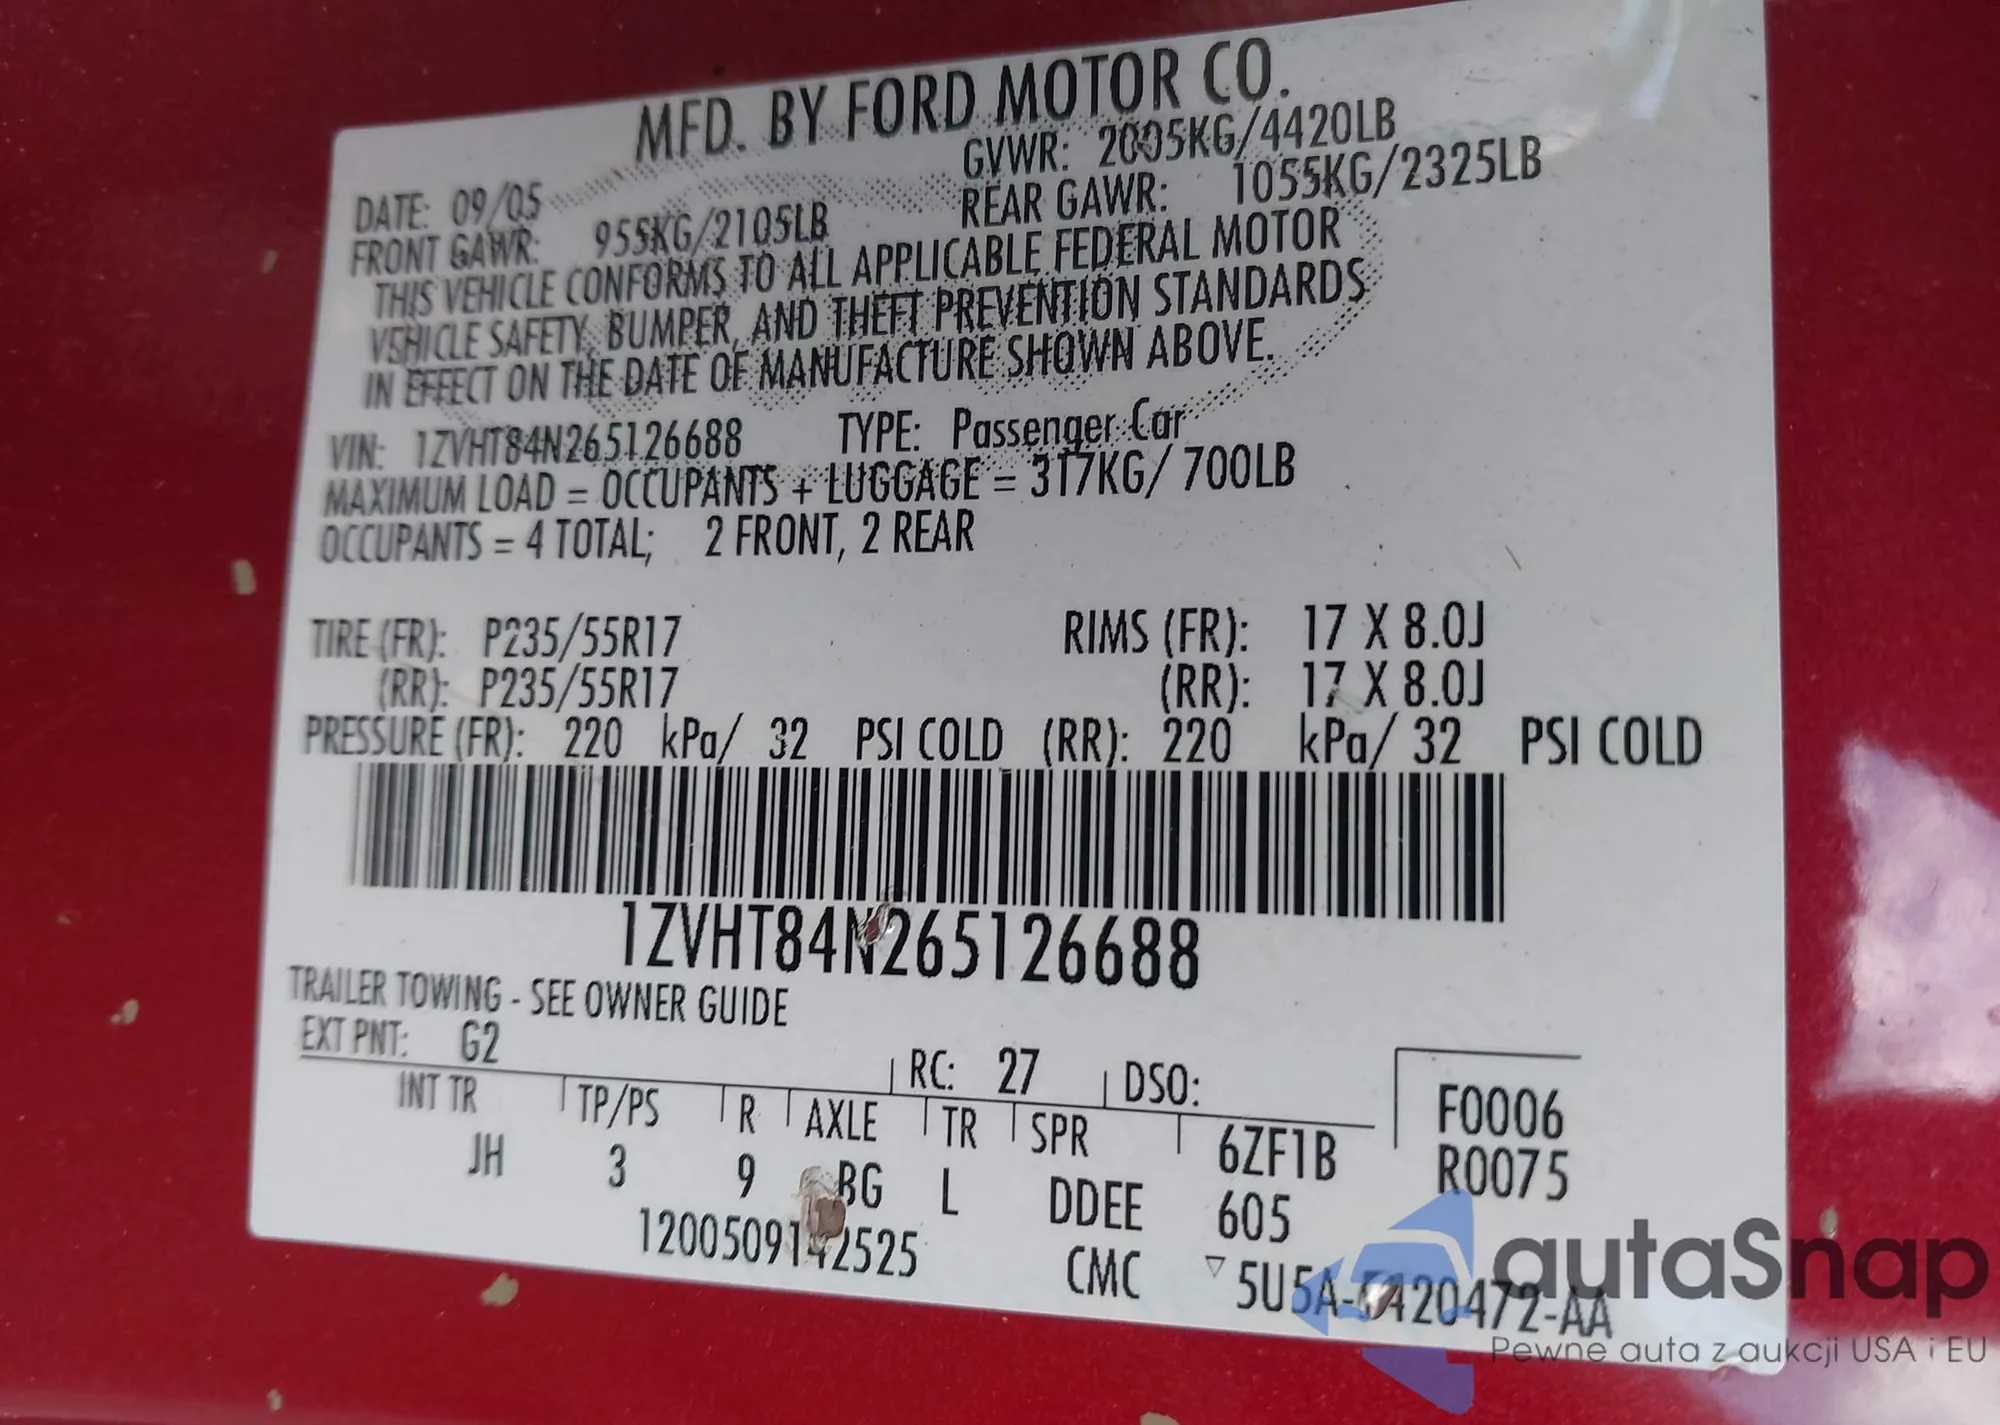 MFD. BY FORD MOTOR CO.
DATE: 09/05 GVWR: 2005KG/4420LB
FRONT GAWR: 955KG/2105LB REAR GAWR: 1055KG/2325LB
THIS VEHICLE CONFORMS TO ALL APPLICABLE FEDERAL MOTOR
VEHICLE SAFETY, BUMPER, AND THEFT PREVENTION STANDARDS
IN EFFECT ON THE DATE OF MANUFACTURE SHOWN ABOVE.
VIN: 1ZVHT84N265126688 TYPE: Passenger Car
MAXIMUM LOAD = OCCUPANTS + LUGGAGE = 317KG/ 700LB
OCCUPANTS = 4 TOTAL; 2 FRONT, 2 REAR
TIRE (FR): P235/55R17 RIMS (FR): 17 X 8.0J
(RR): P235/55R17 (RR): 17 X 8.0J
PRESSURE (FR): 220 kPa/ 32 PSI COLD (RR): 220 kPa/ 32 PSI COLD
1ZVHT84N265126688
TRAILER TOWING - SEE OWNER GUIDE
EXT PNT: G2 RC: 27 DSO: F0006
INT TR TP/PS R AXLE TR SPR 6ZF1B R0075
JH 3 9 BG L DDEE 605
CMC ▽
autaSnap
Pewne auta z aukcji USA i EU